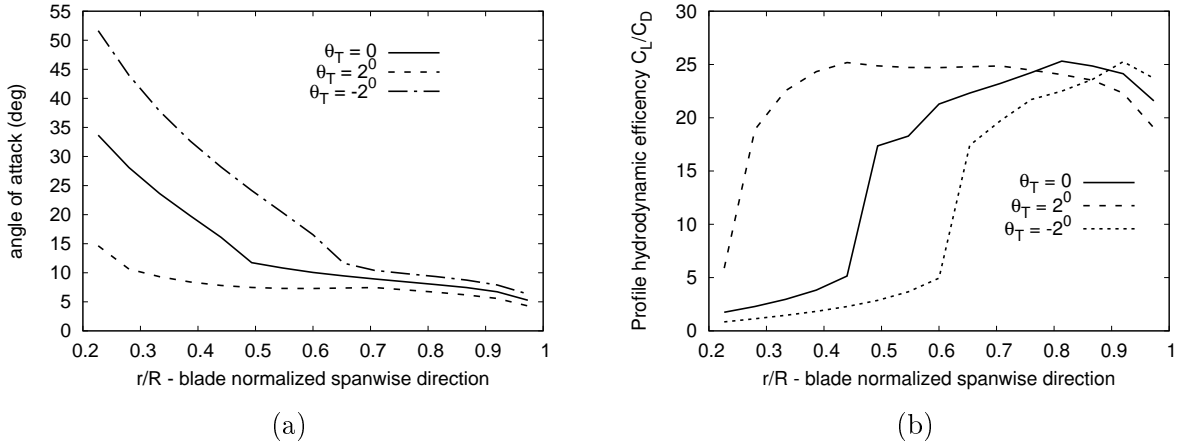 55
50
45
40
35
30
25
20
15
10
5
0
angle of attack (deg)
θT = 0
θT = 2⁰
θT = -2⁰
0.2 0.3 0.4 0.5 0.6 0.7 0.8 0.9 1
r/R - blade normalized spanwise direction
(a)
30
25
20
15
10
5
0
Profile hydrodynamic efficency CL/CD
θT = 0
θT = 2⁰
θT = -2⁰
0.2 0.3 0.4 0.5 0.6 0.7 0.8 0.9 1
r/R - blade normalized spanwise direction
(b)